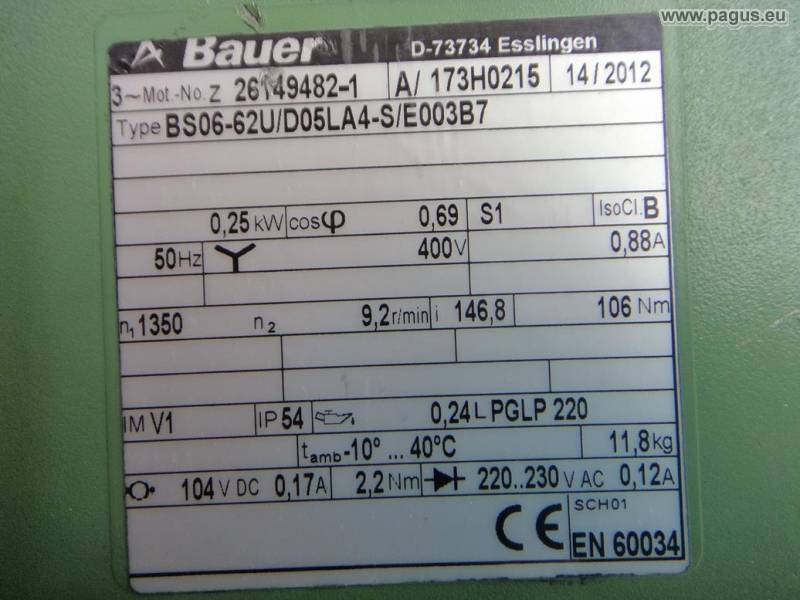 www.pagus.eu
Bauer D-73734 Esslingen
3~Mot.-No. Z 26149482-1 A/ 173H0215 14/2012
Type BS06-62U/D05LA4-S/E003B7
0,25 kW cosφ 0,69 S1 IsoCl. B
50Hz 400V 0,88A
n1 1350 n2 9,2r/min i 146,8 106 Nm
IM V1 IP 54 0,24 L PGLP 220
tamb -10° ... 40°C 11,8kg
104 V DC 0,17A 2,2 Nm 220..230 V AC 0,12A
CE SCH01
EN 60034